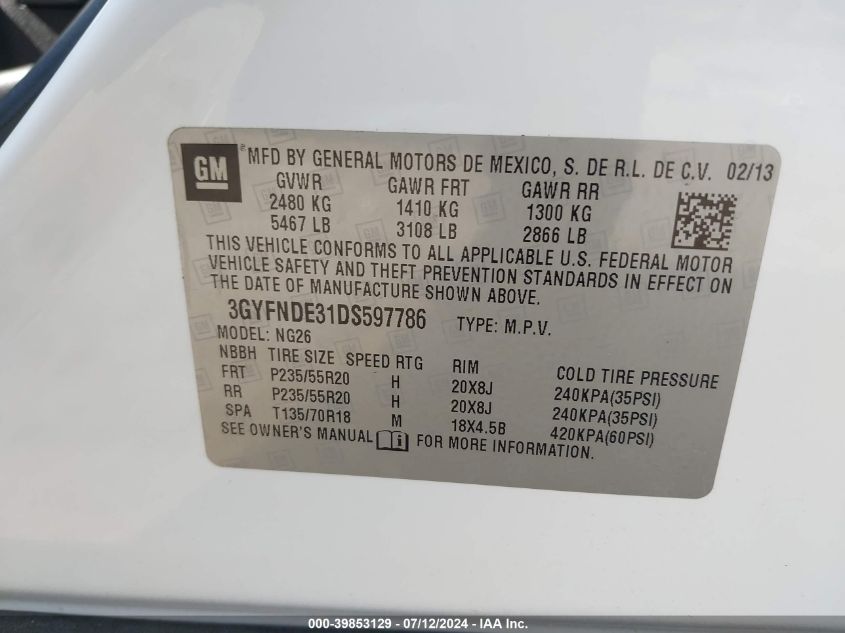 GM MFD BY GENERAL MOTORS DE MEXICO, S. DE R.L. DE C.V. 02/13
GVWR GAWR FRT GAWR RR
2480 KG 1410 KG 1300 KG
5467 LB 3108 LB 2866 LB
THIS VEHICLE CONFORMS TO ALL APPLICABLE U.S. FEDERAL MOTOR
VEHICLE SAFETY AND THEFT PREVENTION STANDARDS IN EFFECT ON
THE DATE OF MANUFACTURE SHOWN ABOVE.
3GYFNDE31DS597786 TYPE: M.P.V.
MODEL: NG26
NBBH TIRE SIZE SPEED RTG RIM COLD TIRE PRESSURE
FRT P235/55R20 H 20X8J 240KPA(35PSI)
RR P235/55R20 H 20X8J 240KPA(35PSI)
SPA T135/70R18 M 18X4.5B 420KPA(60PSI)
SEE OWNER'S MANUAL FOR MORE INFORMATION.
000-39853129 - 07/12/2024 - IAA Inc.